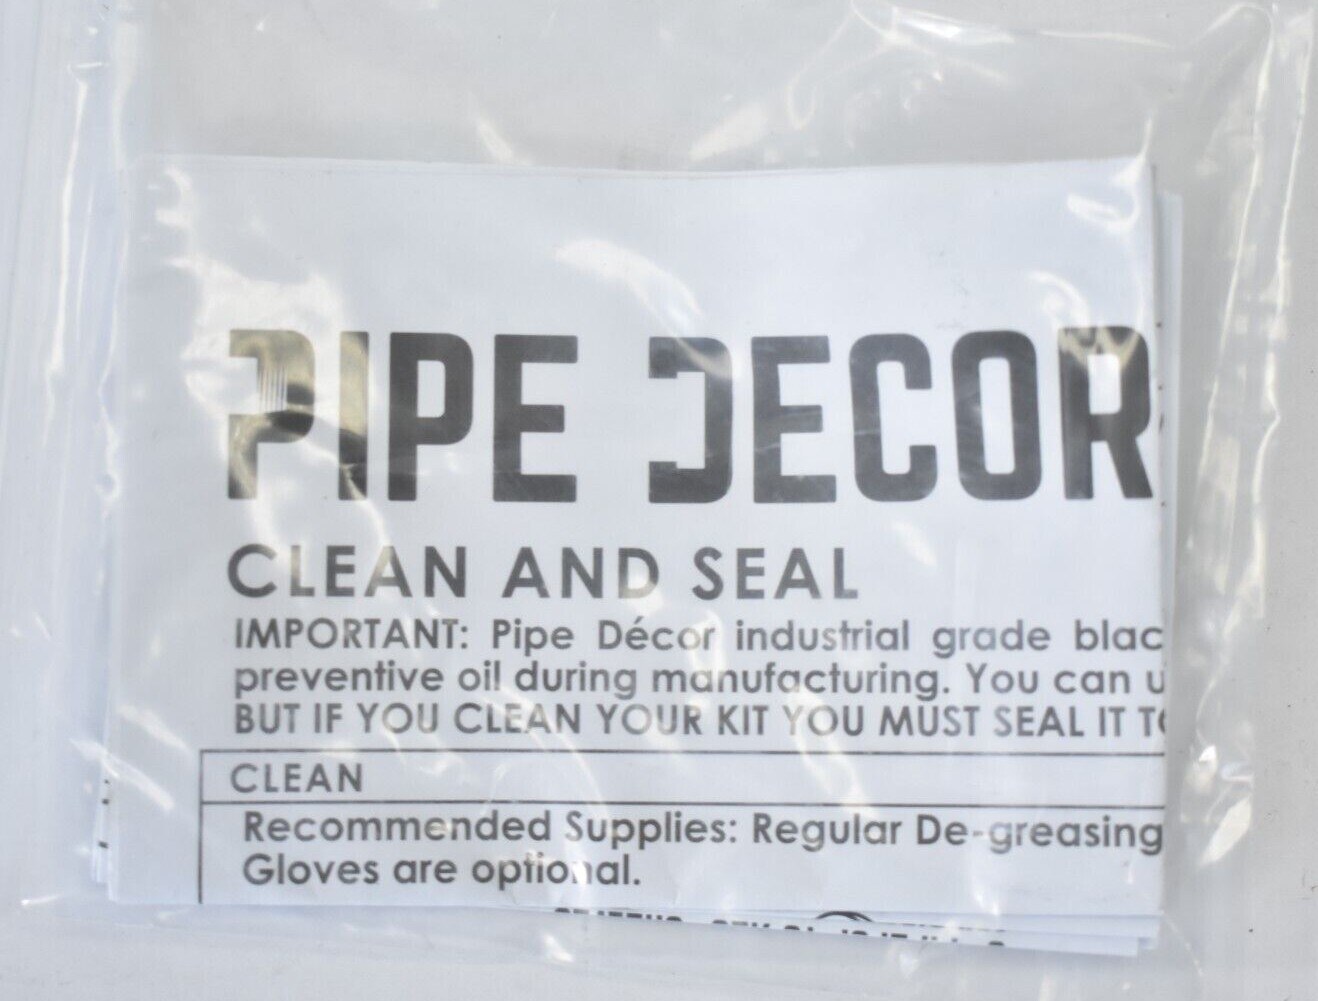 PIPE DECOR
CLEAN AND SEAL
IMPORTANT: Pipe Décor industrial grade blac
preventive oil during manufacturing. You can u
BUT IF YOU CLEAN YOUR KIT YOU MUST SEAL IT TO
CLEAN
Recommended Supplies: Regular De-greasing
Gloves are optional.